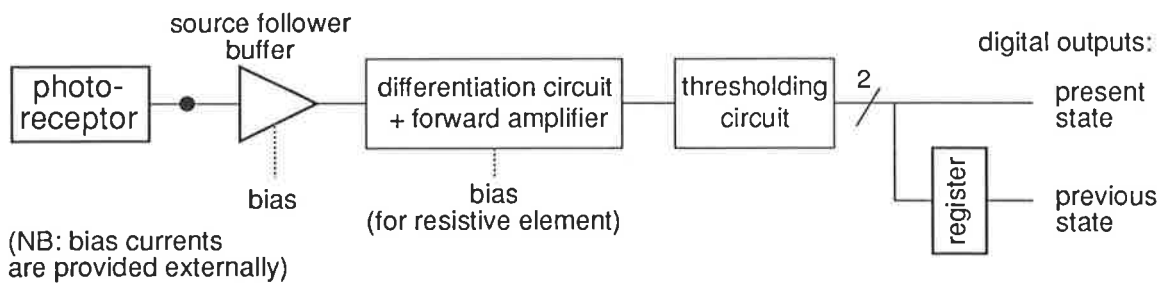 source follower
buffer
digital outputs:
photo-
receptor
differentiation circuit
+ forward amplifier
thresholding
circuit
2
present
state
bias
bias
(for resistive element)
register
previous
state
(NB: bias currents
are provided externally)